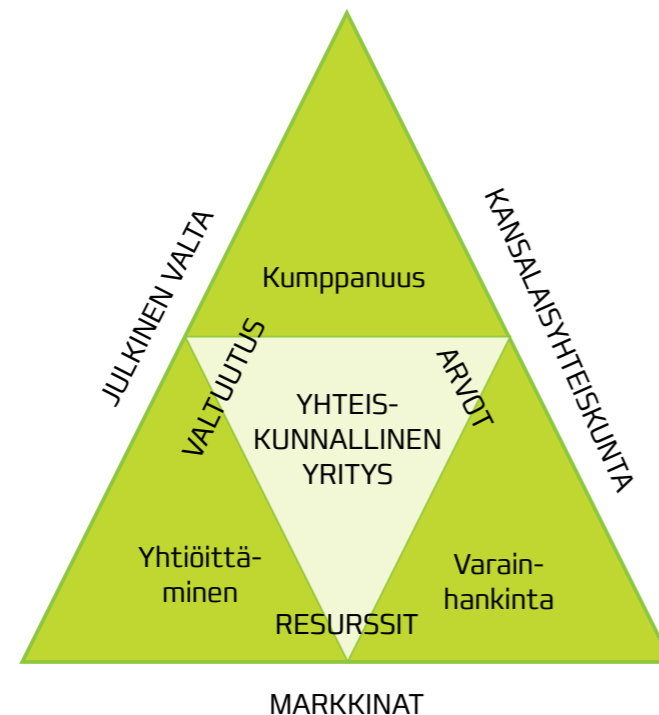 JULKINEN VALTA
KANSALAISYHTEISKUNTA
Kumppanuus
VALTUUTUS
ARVOT
YHTEIS-
KUNNALLINEN
YRITYS
Yhtiöittä-
minen
Varain-
hankinta
RESURSSIT
MARKKINAT